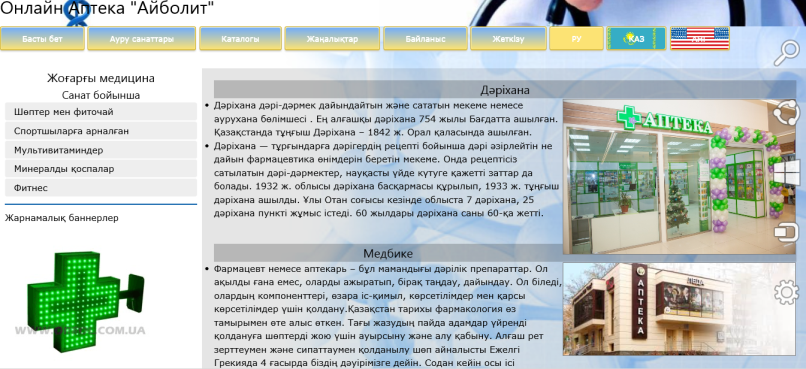 Онлайн Аптека "Айболит"
Басты бет
Ауру санаттары
Каталогы
Жаңалықтар
Байланыс
Жеткізу
РУ
ҚАЗ
Жоғарғы медицина
Санат бойынша
Шөптер мен фиточай
Спортшыларға арналған
Мультивитаминдер
Минералды қоспалар
Фитнес
Жарнамалық баннерлер
COM.UA
Дәріхана
Дәріхана дәрі-дәрмек дайындайтын және сататын мекеме немесе
аурухана бөлімшесі . Ең алғашқы дәріхана 754 жылы Бағдатта ашылған.
Қазақстанда тұңғыш Дәріхана – 1842 ж. Орал қаласында ашылған.
Дәріхана — тұрғындарға дәрігердің рецепті бойынша дәрі әзірлейтін не
дайын фармацевтика өнімдерін беретін мекеме. Онда рецептісіз
сатылатын дәрі-дәрметер, науқасты үйде кутуге қажетті заттар да
болады. 1932 ж. облысы дәріхана басқармасы құрылып, 1933 ж. тұңғыш
дәріхана ашылды. Ұлы Отан соғысы кезінде облыста 7 дәріхана, 25
дәріхана пункті жұмыс істеді. 60 жылдары дәріхана саны 60-қа жетті.
АПТЕКА
Медбике
Фармацевт немесе аптекарь – бұл мамандығы дәрілік препараттар. Ол
ақылды ғана емес, оларды ажыратып, бірақ таңдау, дайындау. Ол біледі,
олардың компоненттері, өзара іс-қимыл, көрсетілімдер мен қарсы
көрсетілімдер үшін қолдану.Қазақстан тарихы фармакология өз
тамырымен өте алыс өткен. Тағы жазудың пайда адамдар үйренді
қолдануға шөптерді жою үшін ауырсыну және алу қабыну. Алғаш рет
зерттеумен және сипаттаумен қолданылу шөп айналысты Ежелгі
Грекияда 4 ғасырда біздің дәуірімізге дейін. Содан кейін осы ісі
АПТЕКА